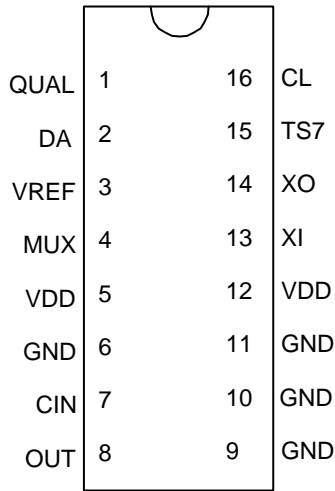 QUAL 1 16 CL
DA 2 15 TS7
VREF 3 14 XO
MUX 4 13 XI
VDD 5 12 VDD
GND 6 11 GND
CIN 7 10 GND
OUT 8 9 GND